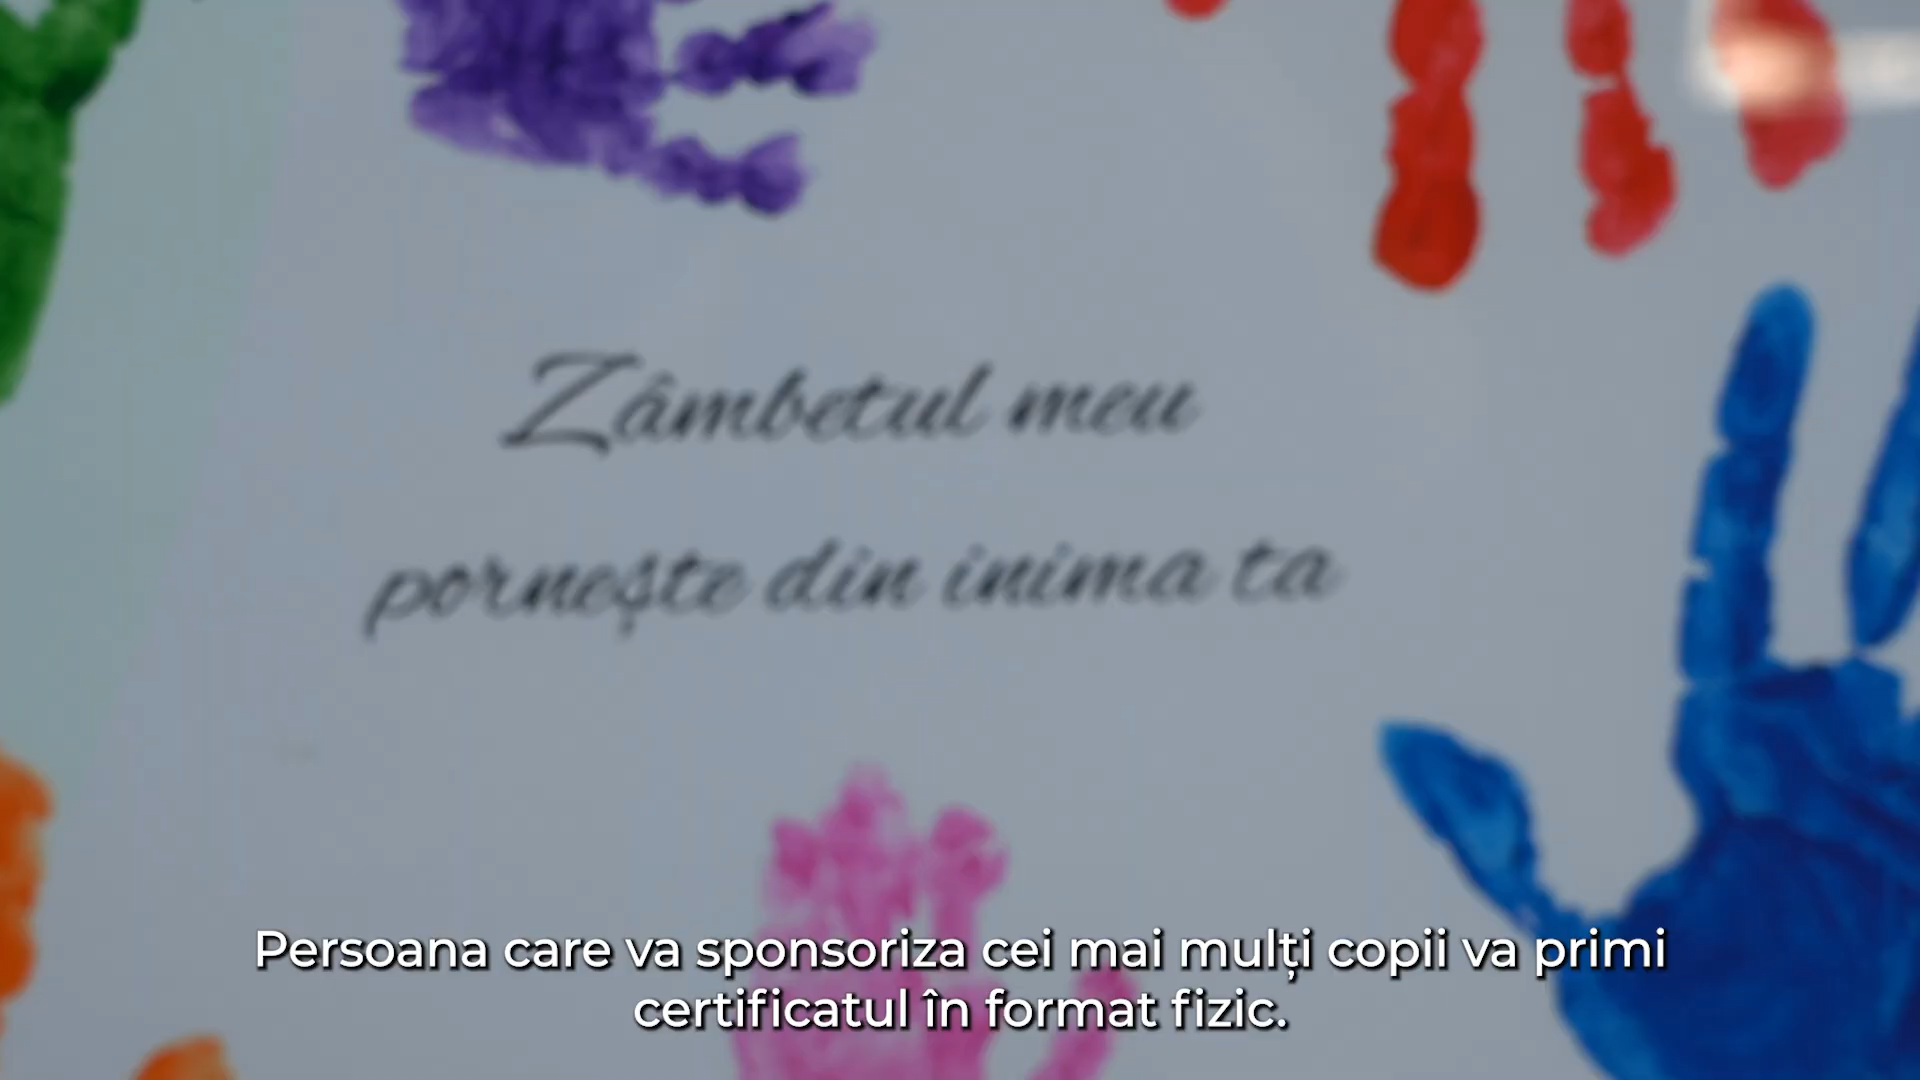 Zâmbetul meu
pornește din inima ta
Persoana care va sponsoriza cei mai mulți copii va primi
certificatul în format fizic.